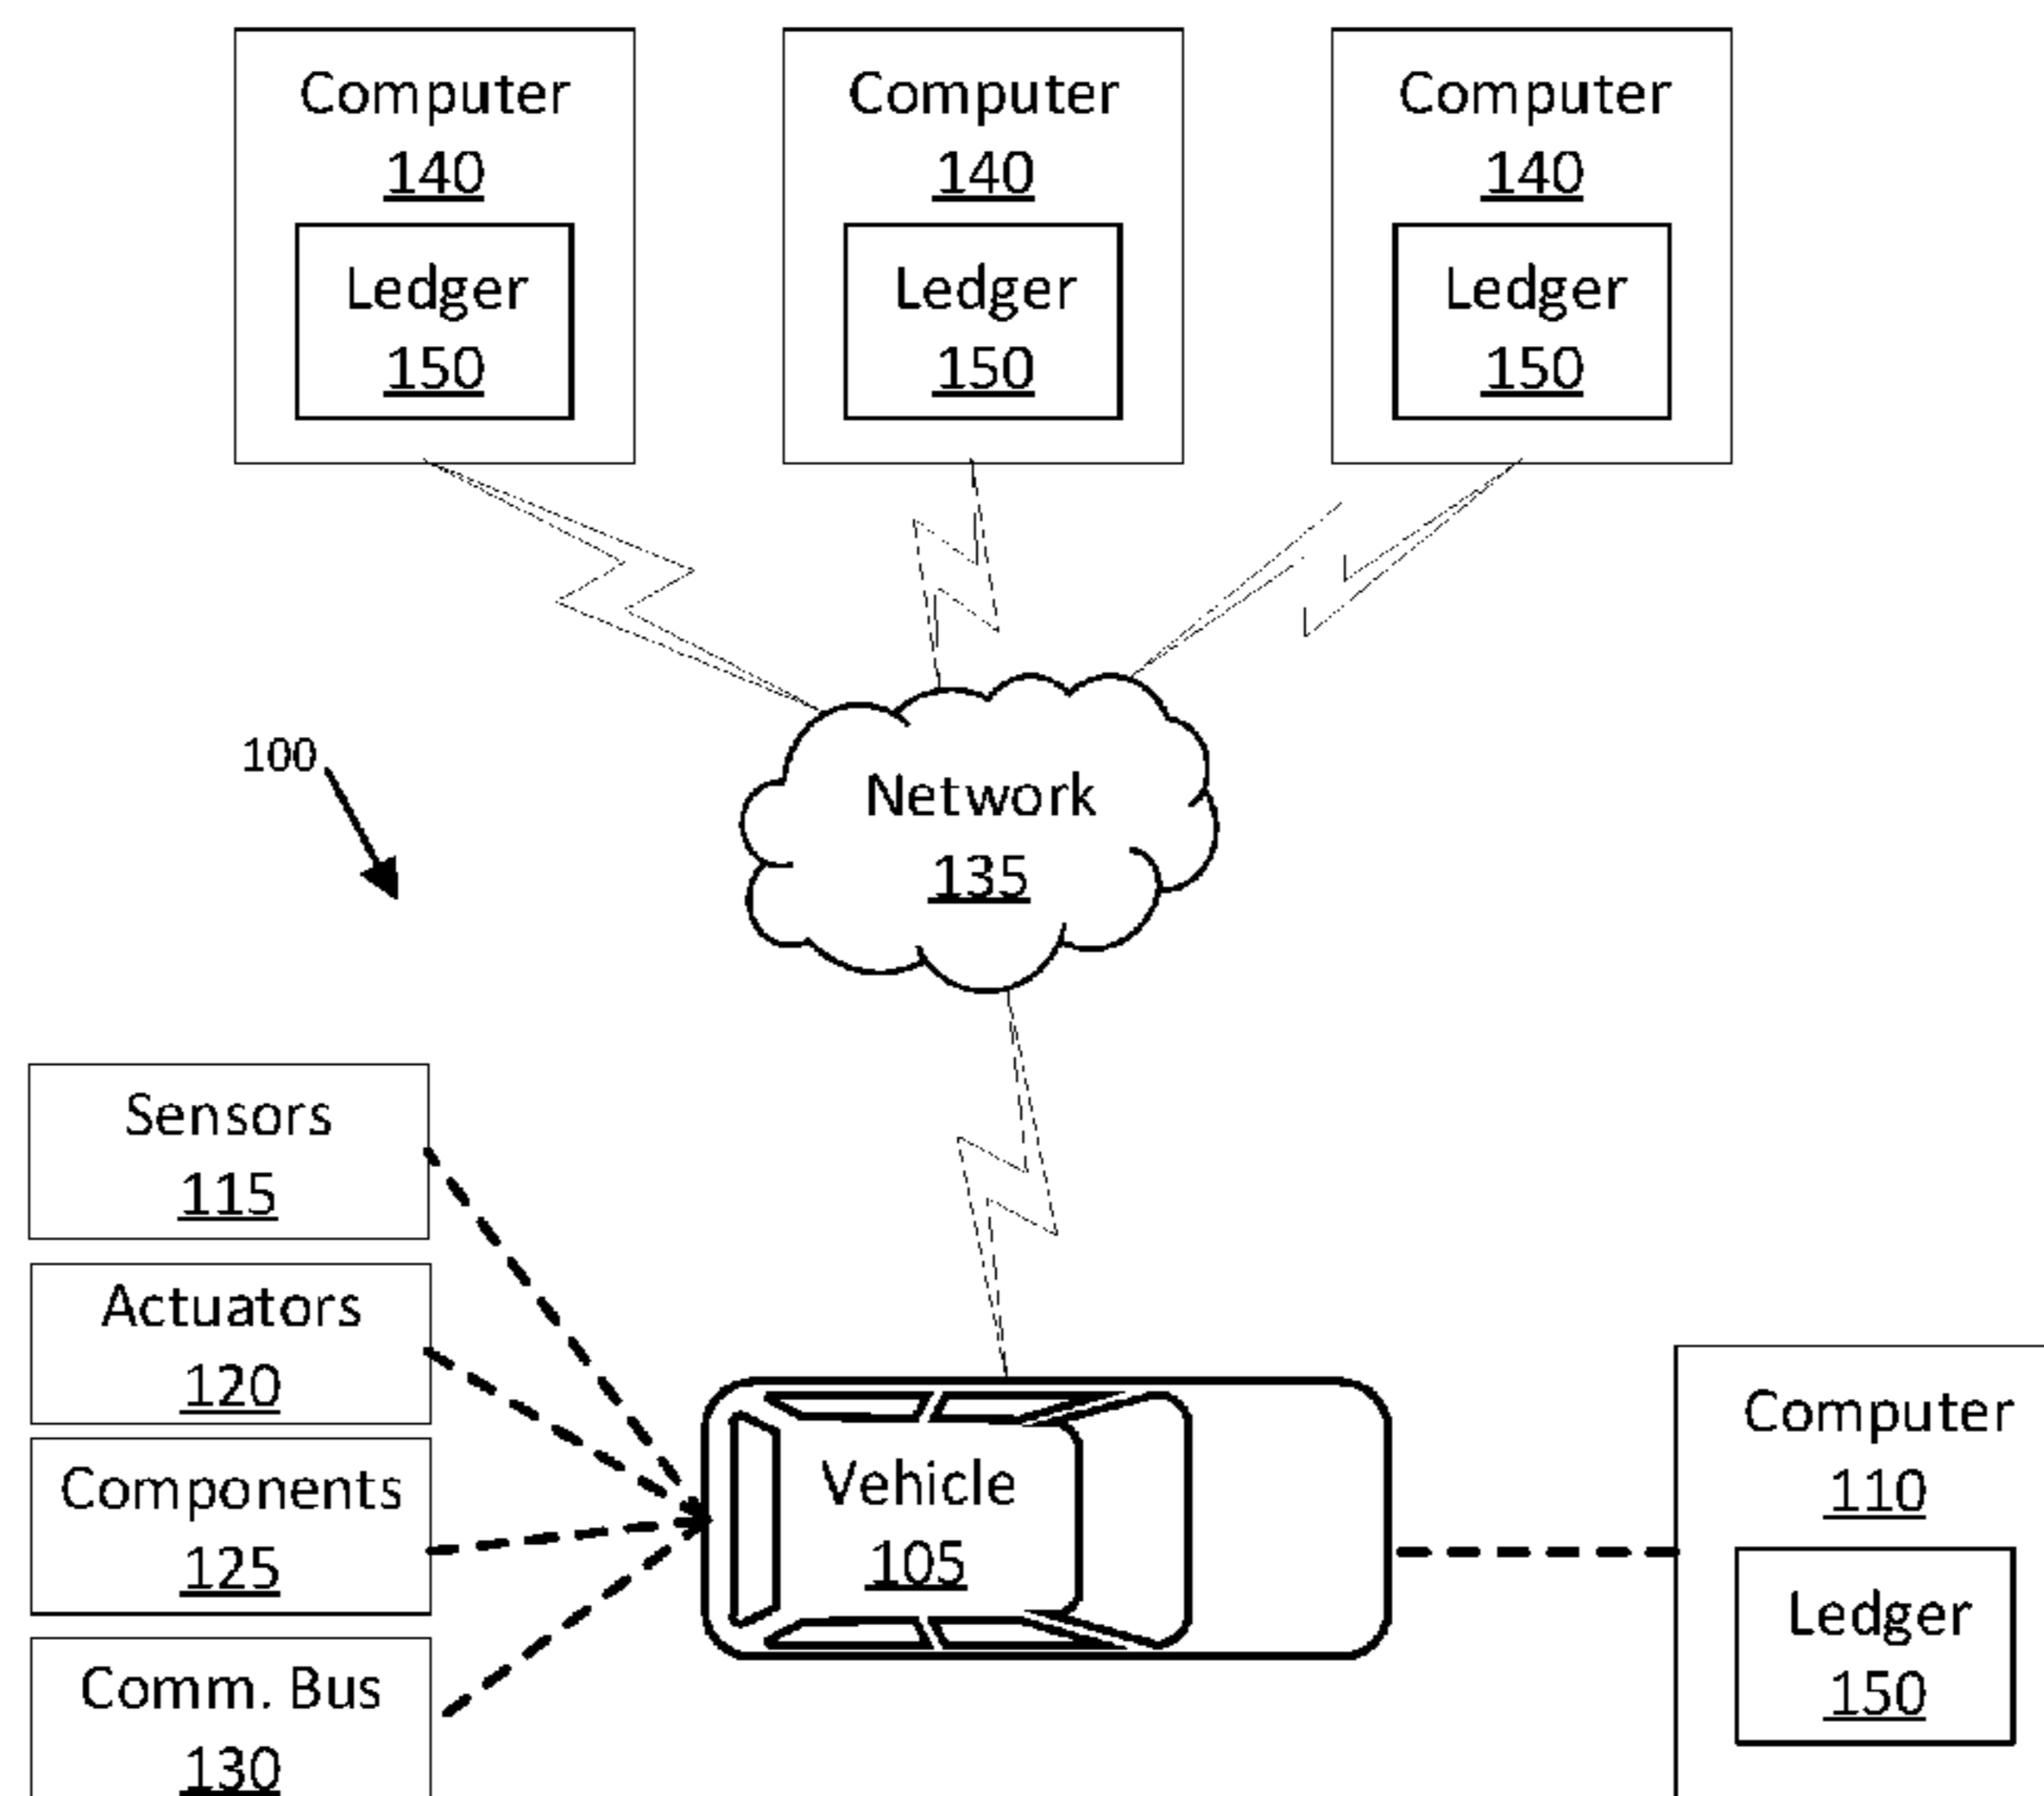 Computer
140
Ledger
150
Computer
140
Ledger
150
Computer
140
Ledger
150
100
Network
135
Sensors
115
Actuators
120
Components
125
Comm. Bus
130
Vehicle
105
Computer
110
Ledger
150